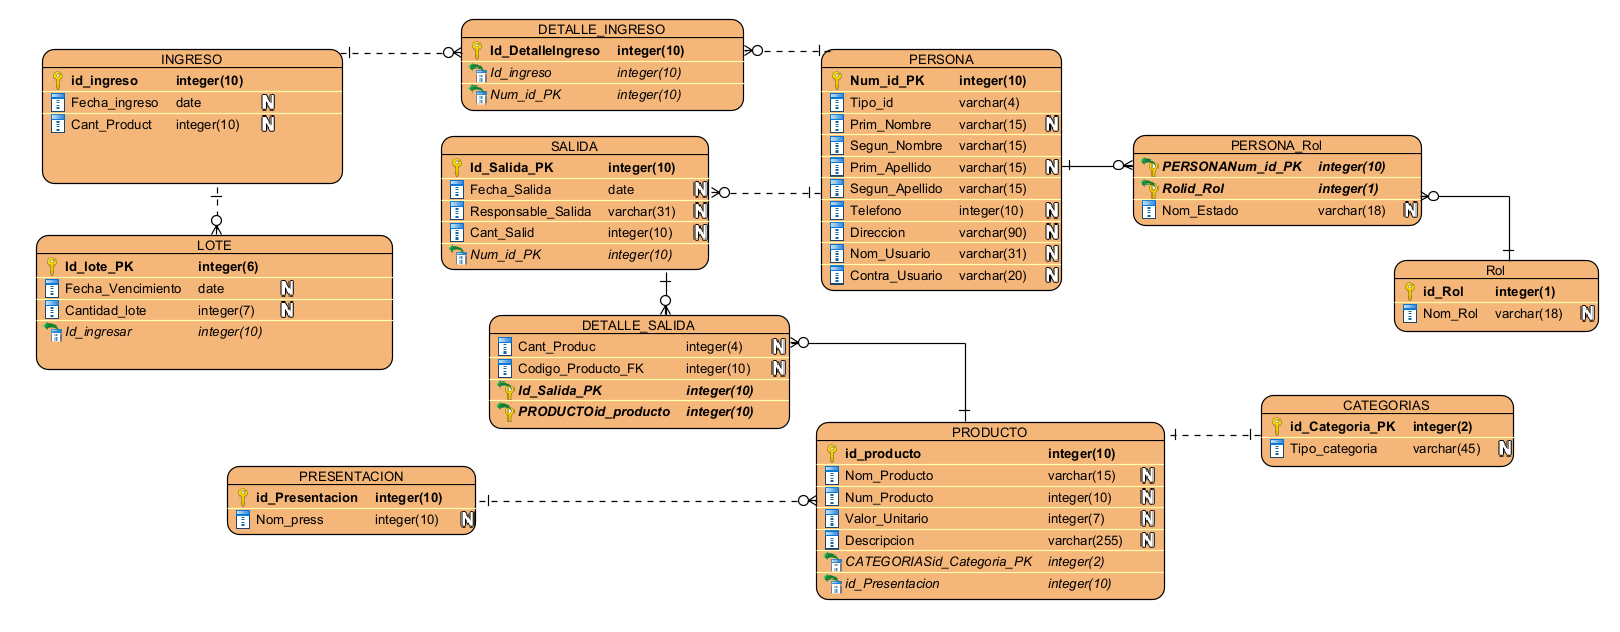 INGRESO
id_ingreso integer(10)
Fecha_ingreso date N
Cant_Product integer(10) N
DETALLE_INGRESO
Id_DetalleIngreso integer(10)
Id_ingreso integer(10)
Num_id_PK integer(10)
PERSONA
Num_id_PK integer(10)
Tipo_id varchar(4)
Prim_Nombre varchar(15) N
Segun_Nombre varchar(15)
Prim_Apellido varchar(15) N
Segun_Apellido varchar(15)
Telefono integer(10) N
Direccion varchar(90) N
Nom_Usuario varchar(31) N
Contra_Usuario varchar(20) N
SALIDA
Id_Salida_PK integer(10)
Fecha_Salida date N
Responsable_Salida varchar(31) N
Cant_Salid integer(10) N
Num_id_PK integer(10)
PERSONA_Rol
PERSONANum_id_PK integer(10)
Rolid_Rol integer(1)
Nom_Estado varchar(18) N
LOTE
Id_lote_PK integer(6)
Fecha_Vencimiento date N
Cantidad_lote integer(7) N
Id_ingresar integer(10)
Rol
id_Rol integer(1)
Nom_Rol varchar(18) N
DETALLE_SALIDA
Cant_Produc integer(4) N
Codigo_Producto_FK integer(10) N
Id_Salida_PK integer(10)
PRODUCTOid_producto integer(10)
CATEGORIAS
id_Categoria_PK integer(2)
Tipo_categoria varchar(45) N
PRODUCTO
id_producto integer(10)
Nom_Producto varchar(15) N
Num_Producto integer(10) N
Valor_Unitario integer(7) N
Descripcion varchar(255) N
CATEGORIASid_Categoria_PK integer(2)
id_Presentacion integer(10)
PRESENTACION
id_Presentacion integer(10)
Nom_press integer(10) N